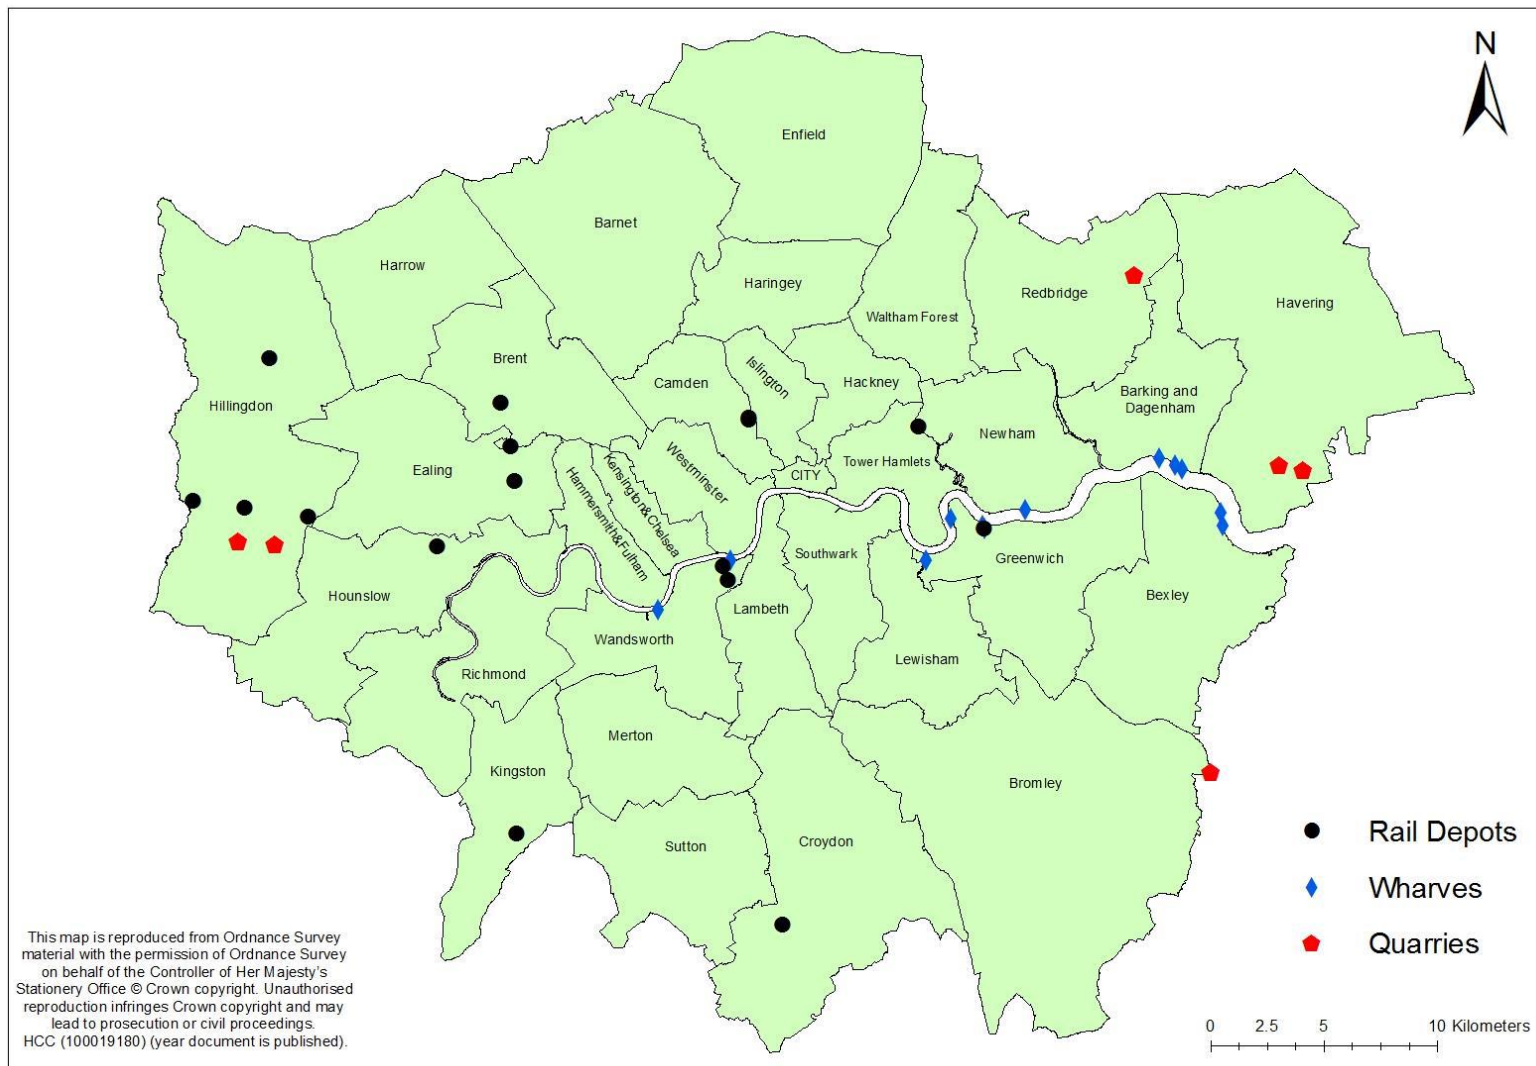 N
Enfield
Barnet
Harrow
Haringey
Redbridge
Havering
Waltham Forest
Brent
Camden
Islington
Hackney
Barking and
Dagenham
Hillingdon
Newham
Ealing
Tower Hamlets
Westminster
CITY
Kensington&Chelsea
Hammersmith&Fulham
Southwark
Greenwich
Hounslow
Lambeth
Bexley
Wandsworth
Lewisham
Richmond
Merton
Kingston
Bromley
Sutton
Croydon
Rail Depots
Wharves
Quarries
This map is reproduced from Ordnance Survey
material with the permission of Ordnance Survey
on behalf of the Controller of Her Majesty's
Stationery Office © Crown copyright. Unauthorised
reproduction infringes Crown copyright and may
lead to prosecution or civil proceedings.
HCC (100019180) (year document is published).
0 2.5 5 10 Kilometers